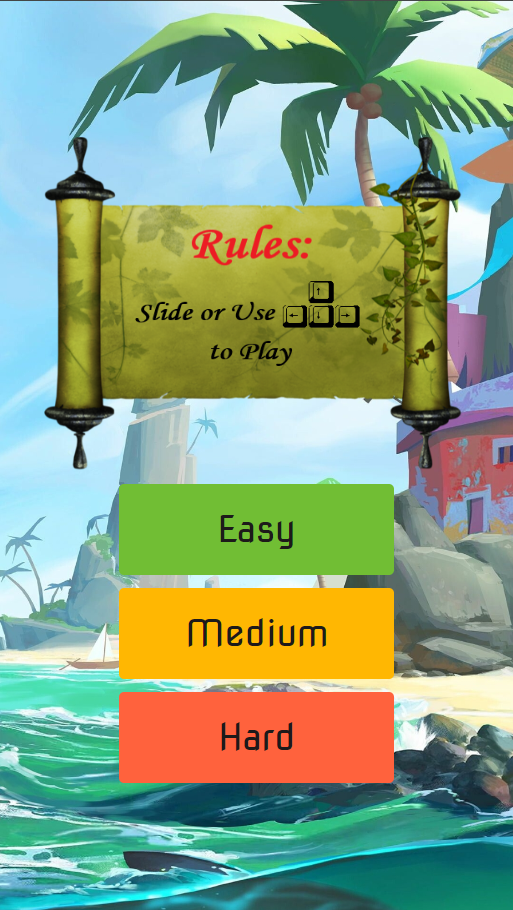 Rules:
↑
Slide or Use ← ↓ →
to Play
Easy
Medium
Hard